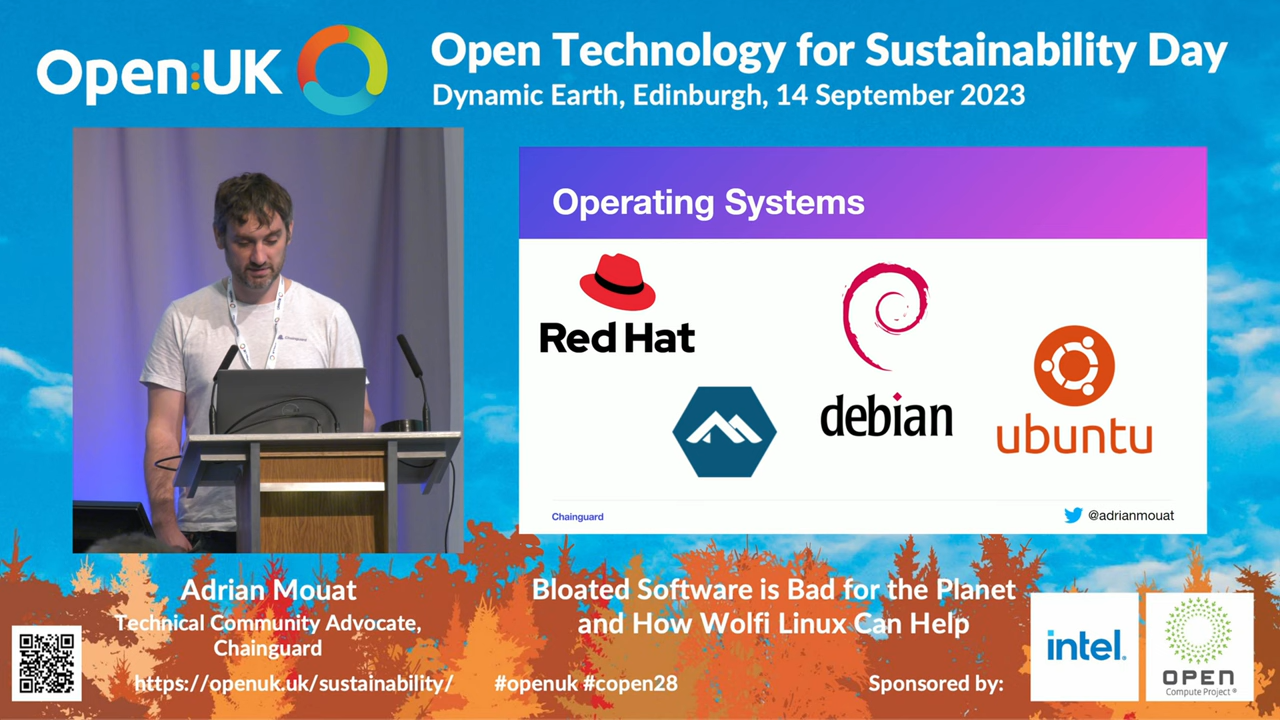 Open:UK
Open Technology for Sustainability Day
Dynamic Earth, Edinburgh, 14 September 2023
Operating Systems
Red Hat
debian
ubuntu
Chainguard
@adrianmouat
Chainguard
Adrian Mouat
Technical Community Advocate,
Chainguard
Bloated Software is Bad for the Planet
and How Wolfi Linux Can Help
https://openuk.uk/sustainability/
#openuk #copen28
Sponsored by:
intel.
OPEN
Compute Project®